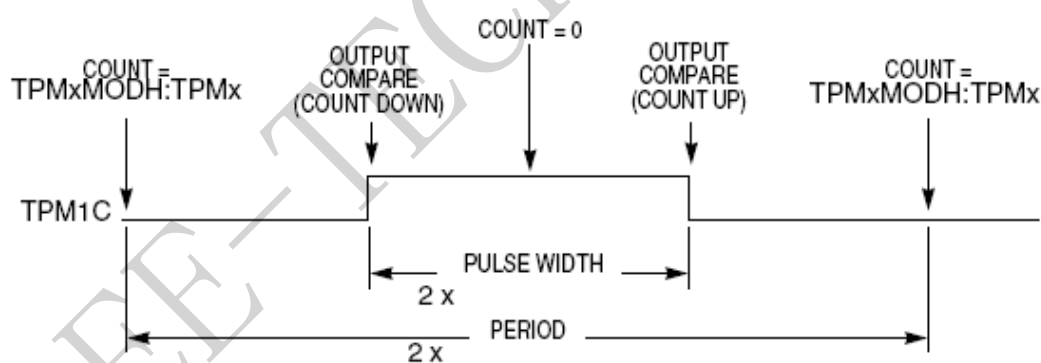 COUNT = 0
COUNT =
TPMxMODH:TPMx
OUTPUT
COMPARE
(COUNT DOWN)
OUTPUT
COMPARE
(COUNT UP)
COUNT =
TPMxMODH:TPMx
TPM1C
PULSE WIDTH
2 x
PERIOD
2 x